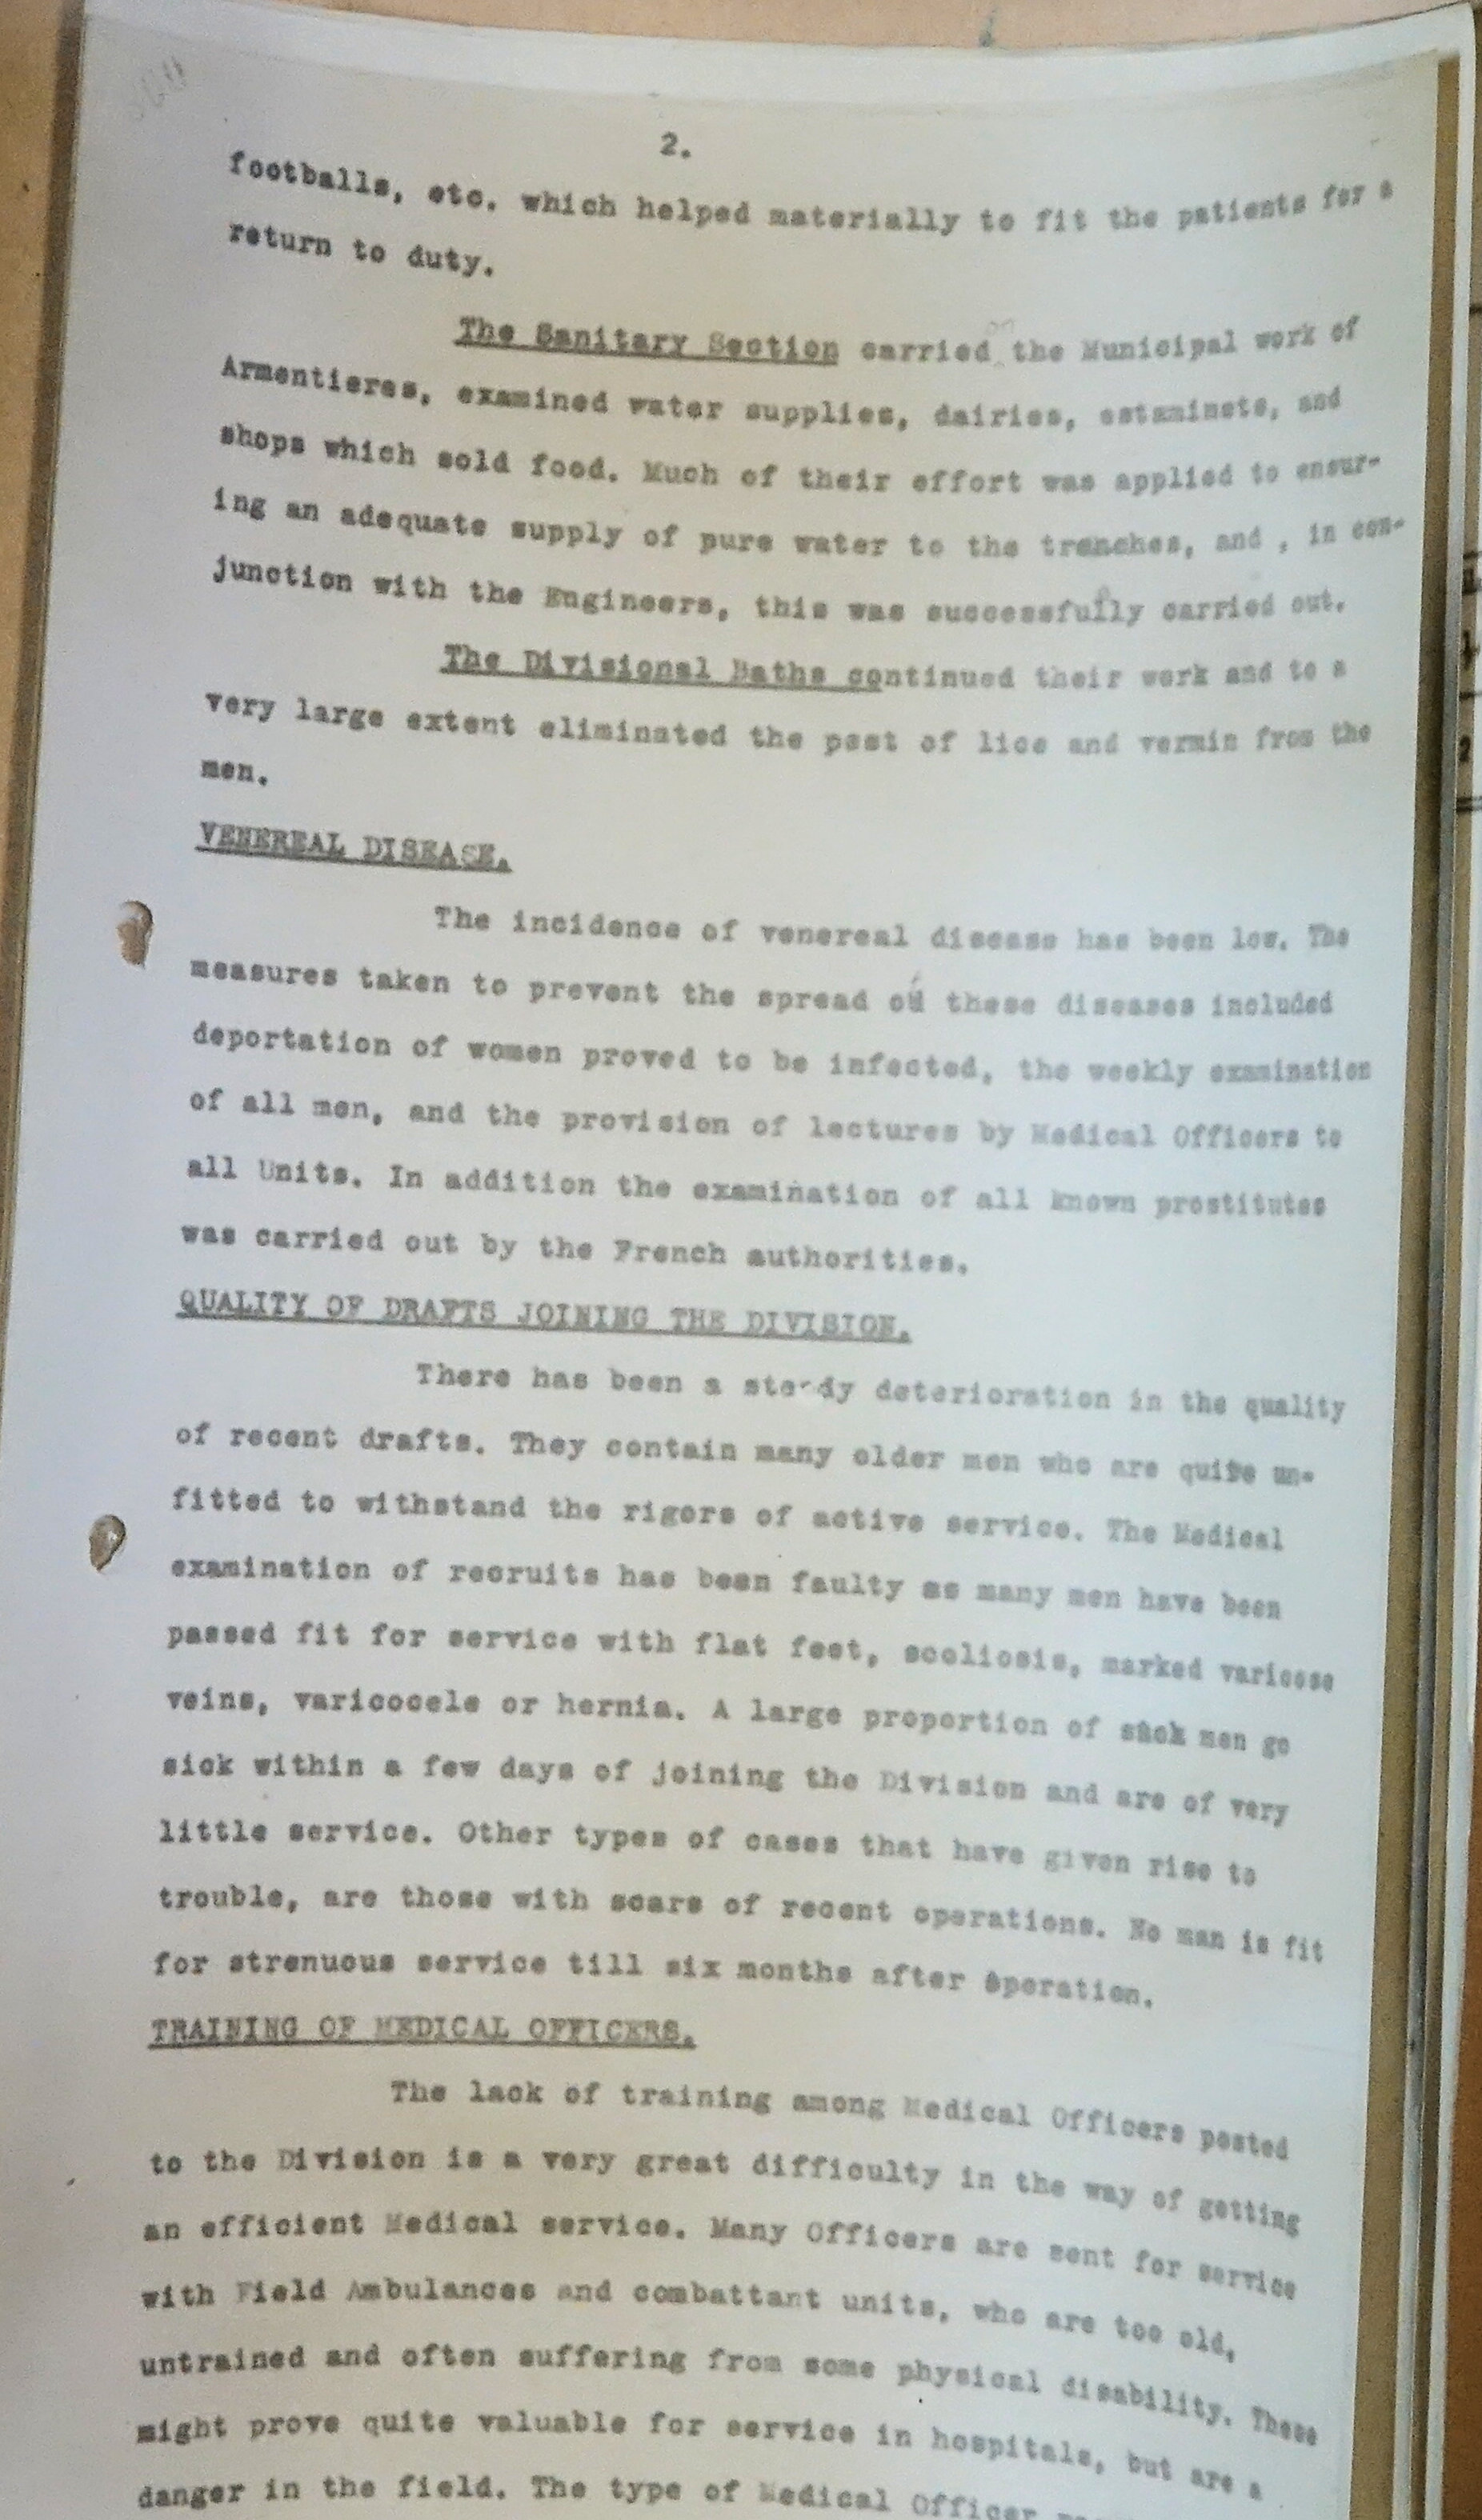 2.
footballs, etc. which helped materially to fit the patients for a
return to duty.
The Sanitary Section carried on the Municipal work of
Armentieres, examined water supplies, dairies, estaminets, and
shops which sold food. Much of their effort was applied to ensur-
ing an adequate supply of pure water to the trenches, and , in con-
junction with the Engineers, this was successfully carried out.
The Divisional Baths continued their work and to a
very large extent eliminated the pest of lice and vermin from the
men.
VENEREAL DISEASE.
The incidence of venereal disease has been low. The
measures taken to prevent the spread of these diseases included
deportation of women proved to be infected, the weekly examination
of all men, and the provision of lectures by Medical Officers to
all Units. In addition the examination of all known prostitutes
was carried out by the French authorities.
QUALITY OF DRAFTS JOINING THE DIVISION.
There has been a steady deterioration in the quality
of recent drafts. They contain many older men who are quite un-
fitted to withstand the rigors of active service. The Medical
examination of recruits has been faulty as many men have been
passed fit for service with flat feet, scoliosis, marked varicose
veins, varicocele or hernia. A large proportion of such men go
sick within a few days of joining the Division and are of very
little service. Other types of cases that have given rise to
trouble, are those with scars of recent operations. No man is fit
for strenuous service till six months after operation.
TRAINING OF MEDICAL OFFICERS.
The lack of training among Medical Officers posted
to the Division is a very great difficulty in the way of getting
an efficient Medical service. Many Officers are sent for service
with Field Ambulances and combattant units, who are too old,
untrained and often suffering from some physical disability. These
might prove quite valuable for service in hospitals, but are a
danger in the field. The type of Medical Officer